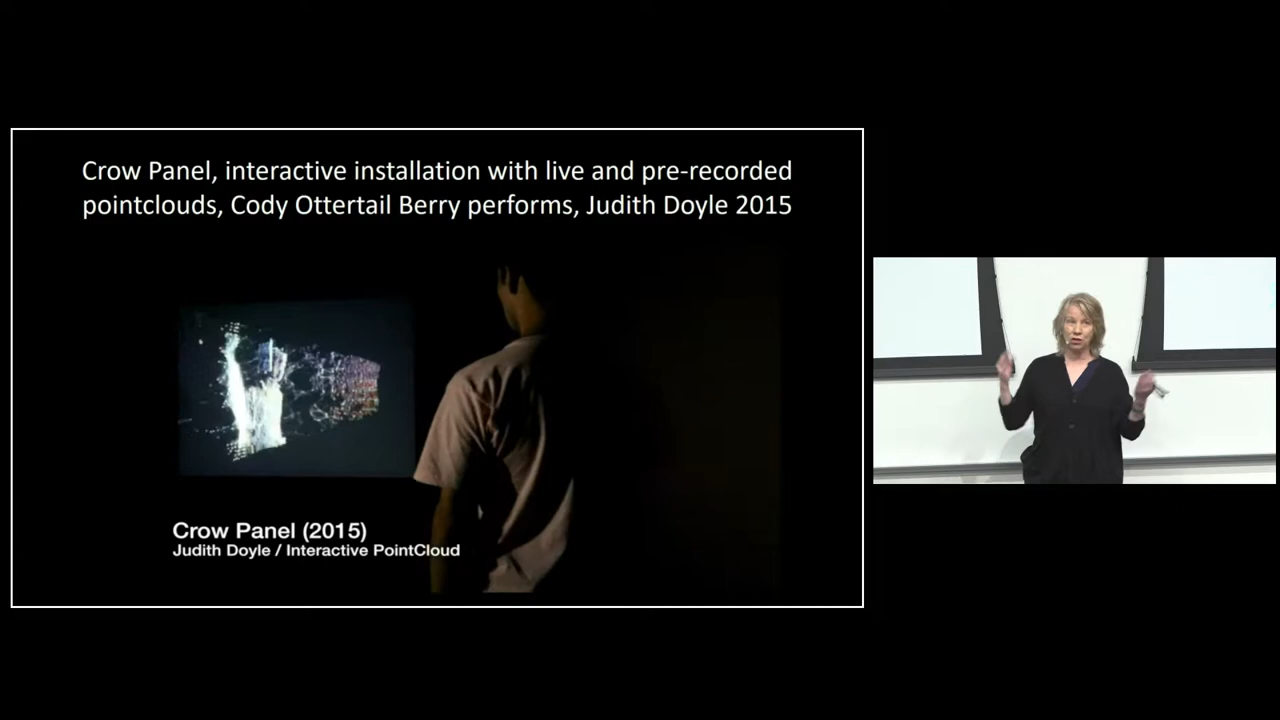 Crow Panel, interactive installation with live and pre-recorded
pointclouds, Cody Ottertail Berry performs, Judith Doyle 2015
Crow Panel (2015)
Judith Doyle / Interactive PointCloud